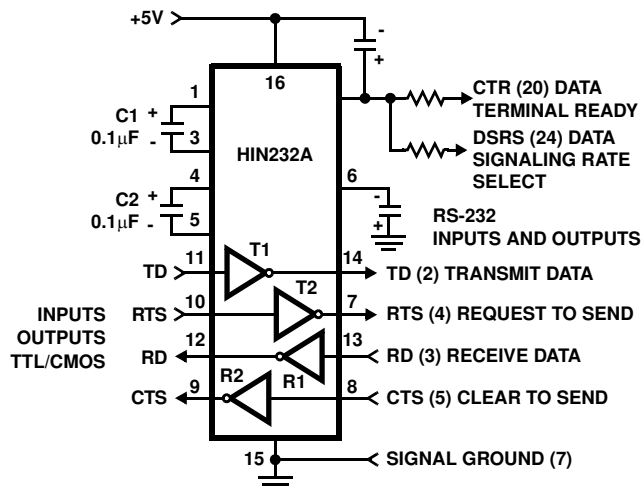 +5V
-
+
16
1
CTR (20) DATA
TERMINAL READY
C1
+
0.1μF
-
3
HIN232A
DSRS (24) DATA
SIGNALING RATE
SELECT
4
6
C2
+
0.1μF
-
5
-
+
RS-232
INPUTS AND OUTPUTS
TD
11
T1
14
TD (2) TRANSMIT DATA
INPUTS
OUTPUTS
TTL/CMOS
RTS
10
T2
7
RTS (4) REQUEST TO SEND
RD
12
R1
13
RD (3) RECEIVE DATA
CTS
9
R2
8
CTS (5) CLEAR TO SEND
15
SIGNAL GROUND (7)